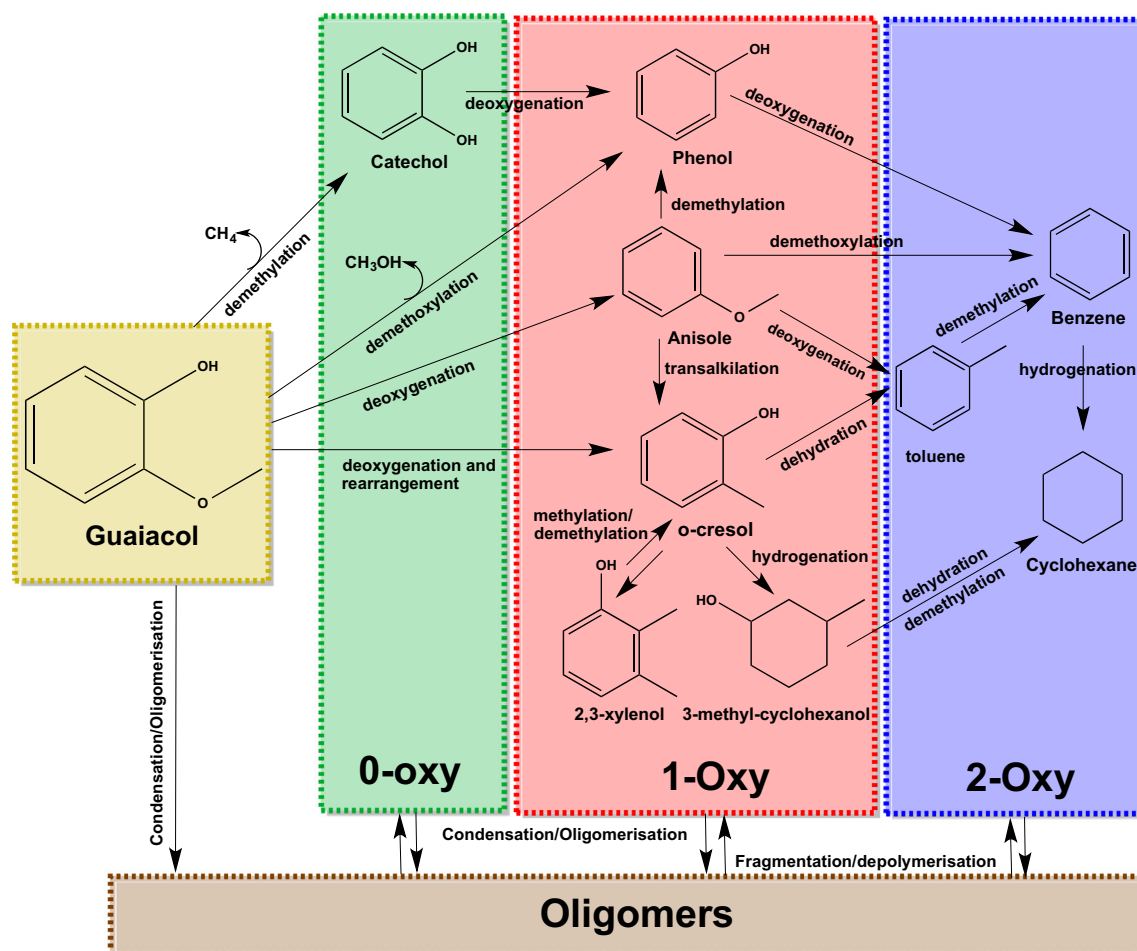 OH
OH
Catechol
deoxygenation
OH
Phenol
deoxygenation
CH4
demethylation
CH3OH
demethoxylation
demethylation
demethoxylation
O
Anisole
deoxygenation
transalkilation
deoxygenation
demethylation
Benzene
hydrogenation
OH
O
Guaiacol
deoxygenation and
rearrangement
OH
o-cresol
dehydration
toluene
methylation/
demethylation
hydrogenation
OH
2,3-xylenol
HO
3-methyl-cyclohexanol
dehydration
demethylation
Cyclohexane
0-oxy
1-Oxy
2-Oxy
Condensation/Oligomerisation
Condensation/Oligomerisation
Fragmentation/depolymerisation
Oligomers